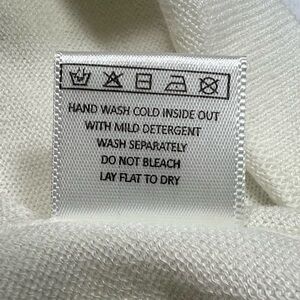 HAND WASH COLD INSIDE OUT
WITH MILD DETERGENT
WASH SEPARATELY
DO NOT BLEACH
LAY FLAT TO DRY